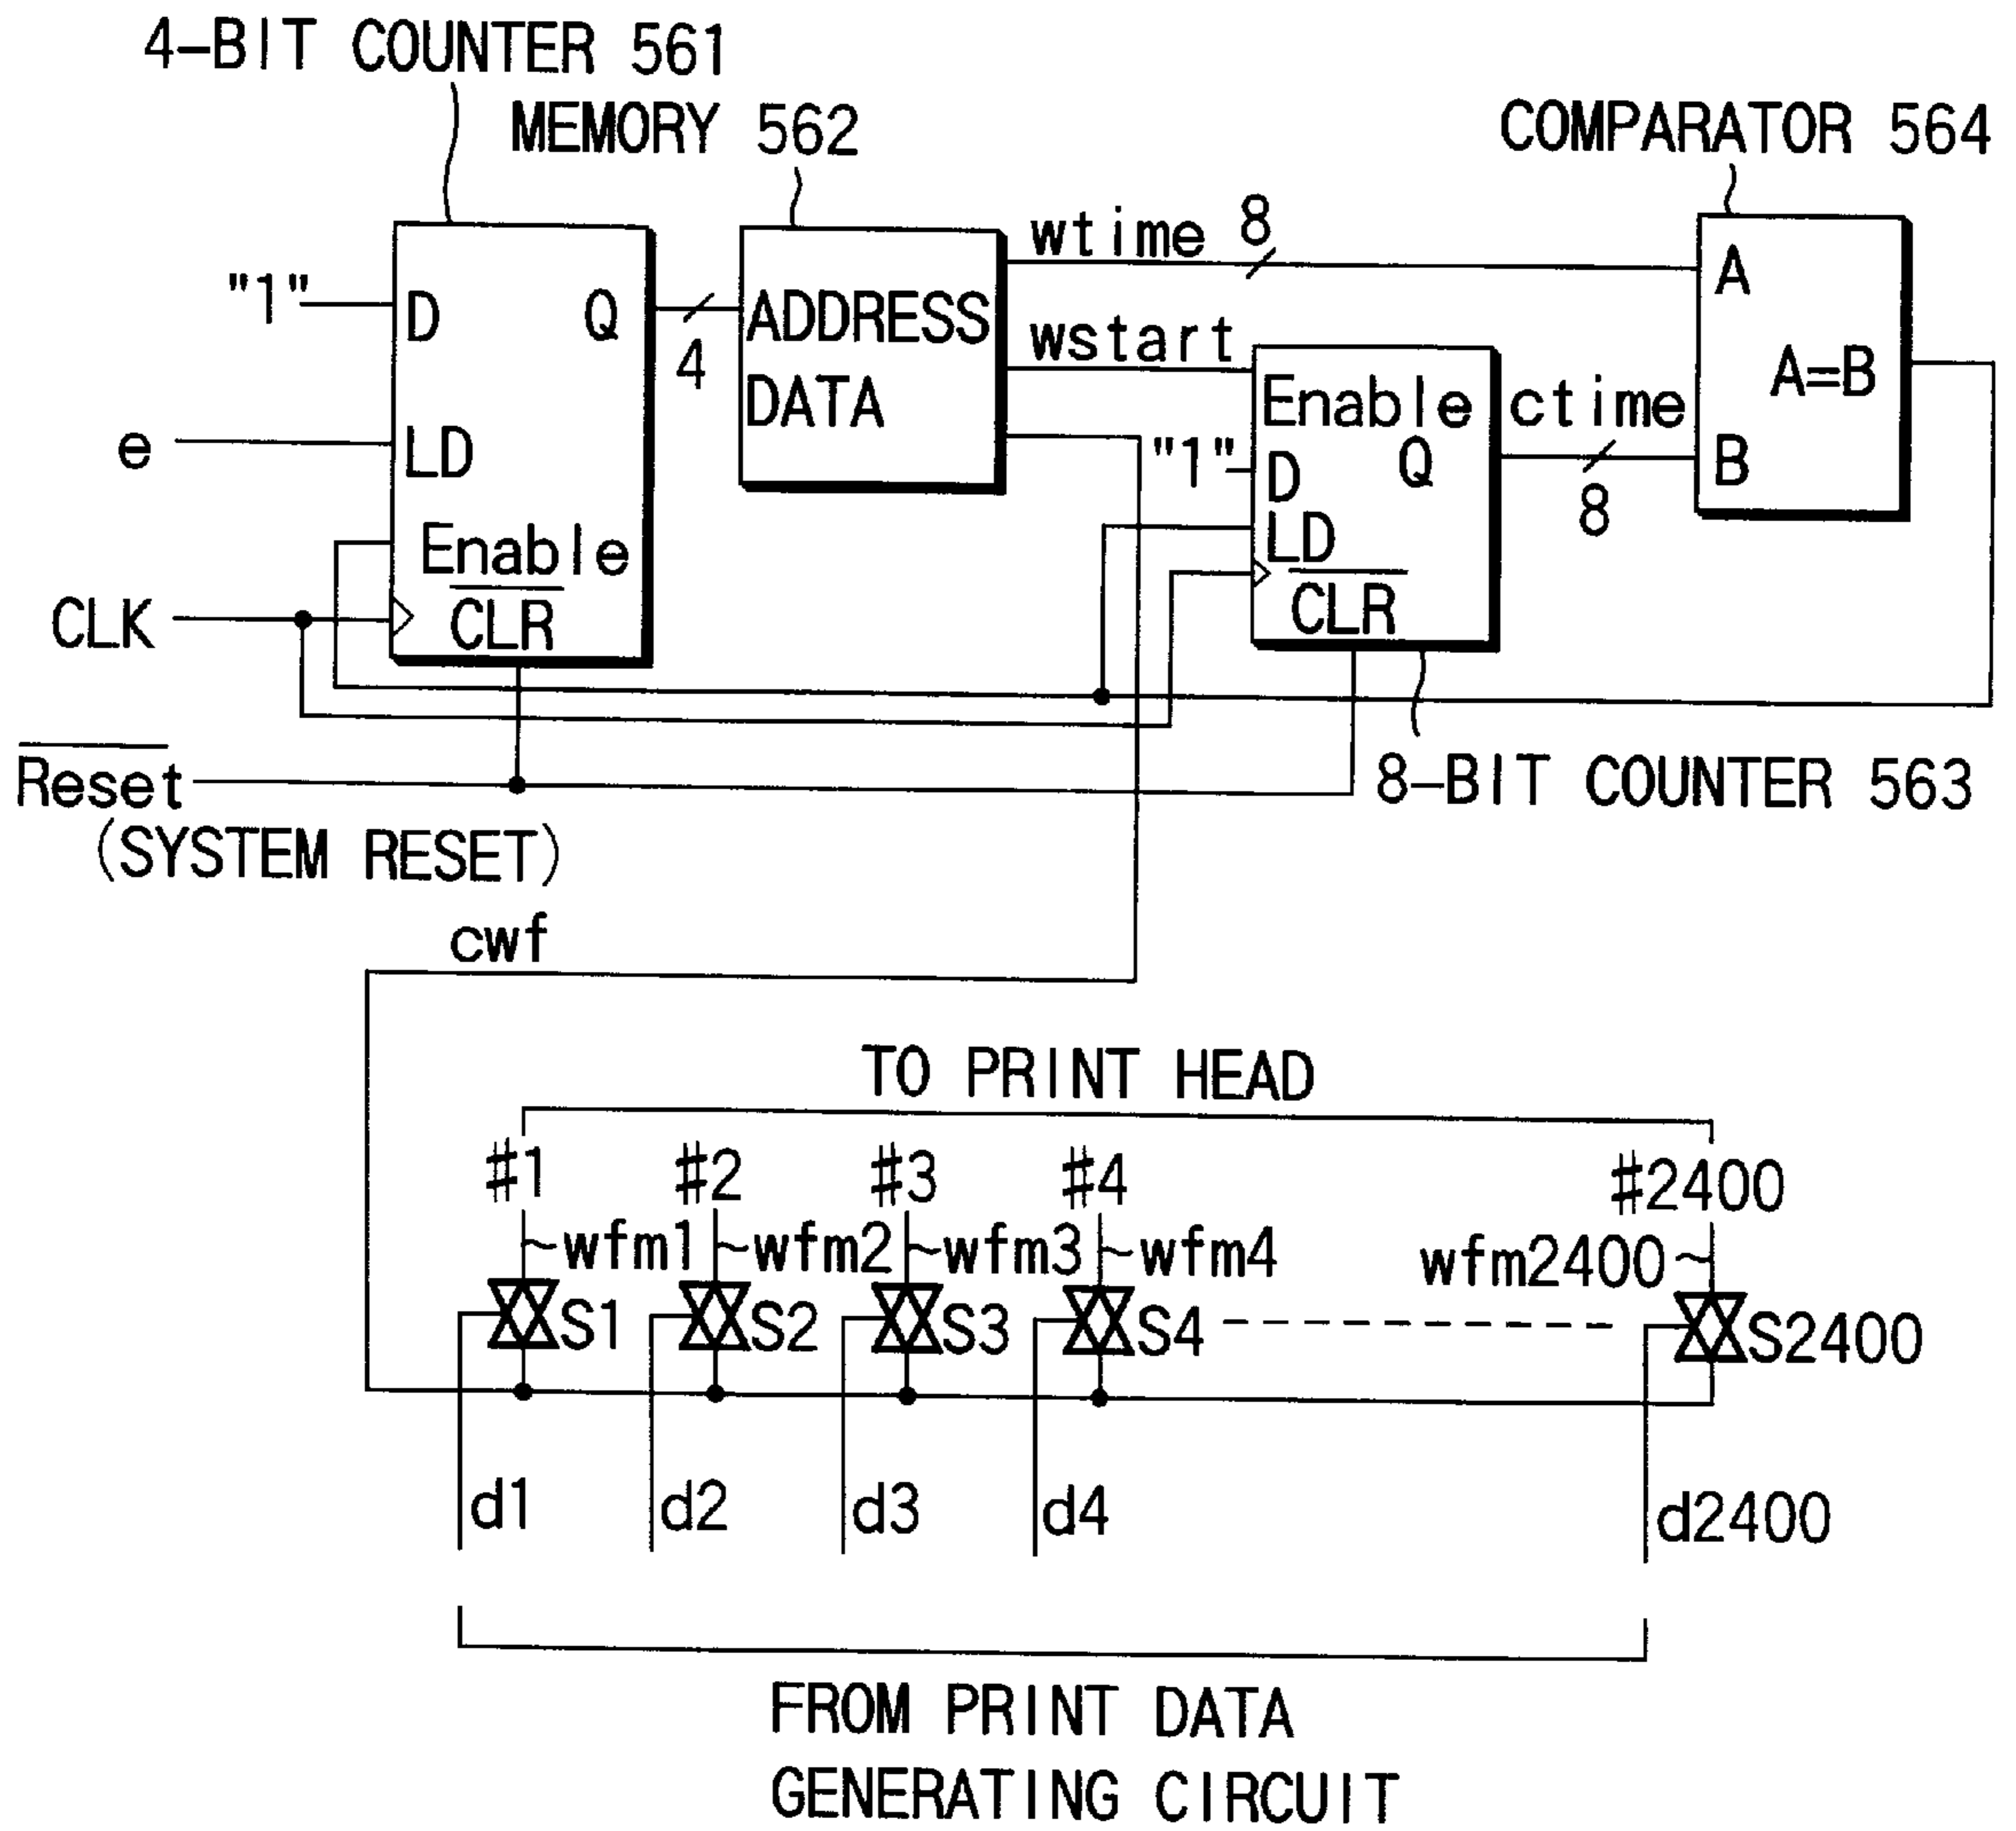 4-BIT COUNTER 561
MEMORY 562
COMPARATOR 564
wtime 8
"1"
D Q
4
ADDRESS
DATA
wstart
A
A=B
B
Enable
ctime
8
"1"
D
Q
LD
CLR
e
LD
Enable
CLR
CLK
Reset
(SYSTEM RESET)
8-BIT COUNTER 563
cwf
TO PRINT HEAD
#1 #2 #3 #4 #2400
wfm1 wfm2 wfm3 wfm4 wfm2400
S1 S2 S3 S4 S2400
d1 d2 d3 d4 d2400
FROM PRINT DATA
GENERATING CIRCUIT